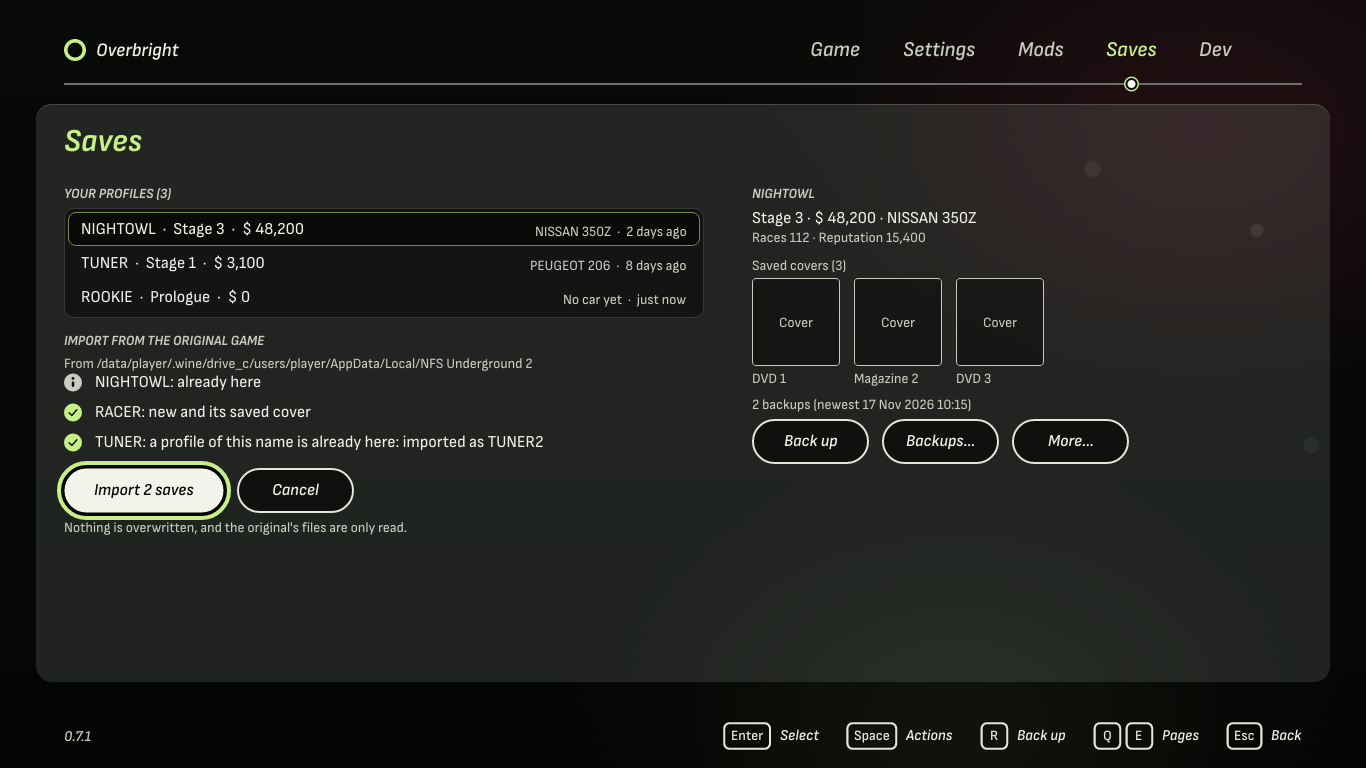 Overbright
Game Settings Mods Saves Dev
Saves
YOUR PROFILES (3)
NIGHTOWL · Stage 3 · $ 48,200 NISSAN 350Z · 2 days ago
TUNER · Stage 1 · $ 3,100 PEUGEOT 206 · 8 days ago
ROOKIE · Prologue · $ 0 No car yet · just now
IMPORT FROM THE ORIGINAL GAME
From /data/player/.wine/drive_c/users/player/AppData/Local/NFS Underground 2
NIGHTOWL: already here
RACER: new and its saved cover
TUNER: a profile of this name is already here: imported as TUNER2
Import 2 saves Cancel
Nothing is overwritten, and the original's files are only read.
NIGHTOWL
Stage 3 · $ 48,200 · NISSAN 350Z
Races 112 · Reputation 15,400
Saved covers (3)
Cover Cover Cover
DVD 1 Magazine 2 DVD 3
2 backups (newest 17 Nov 2026 10:15)
Back up Backups... More...
0.7.1
Enter Select Space Actions R Back up Q E Pages Esc Back